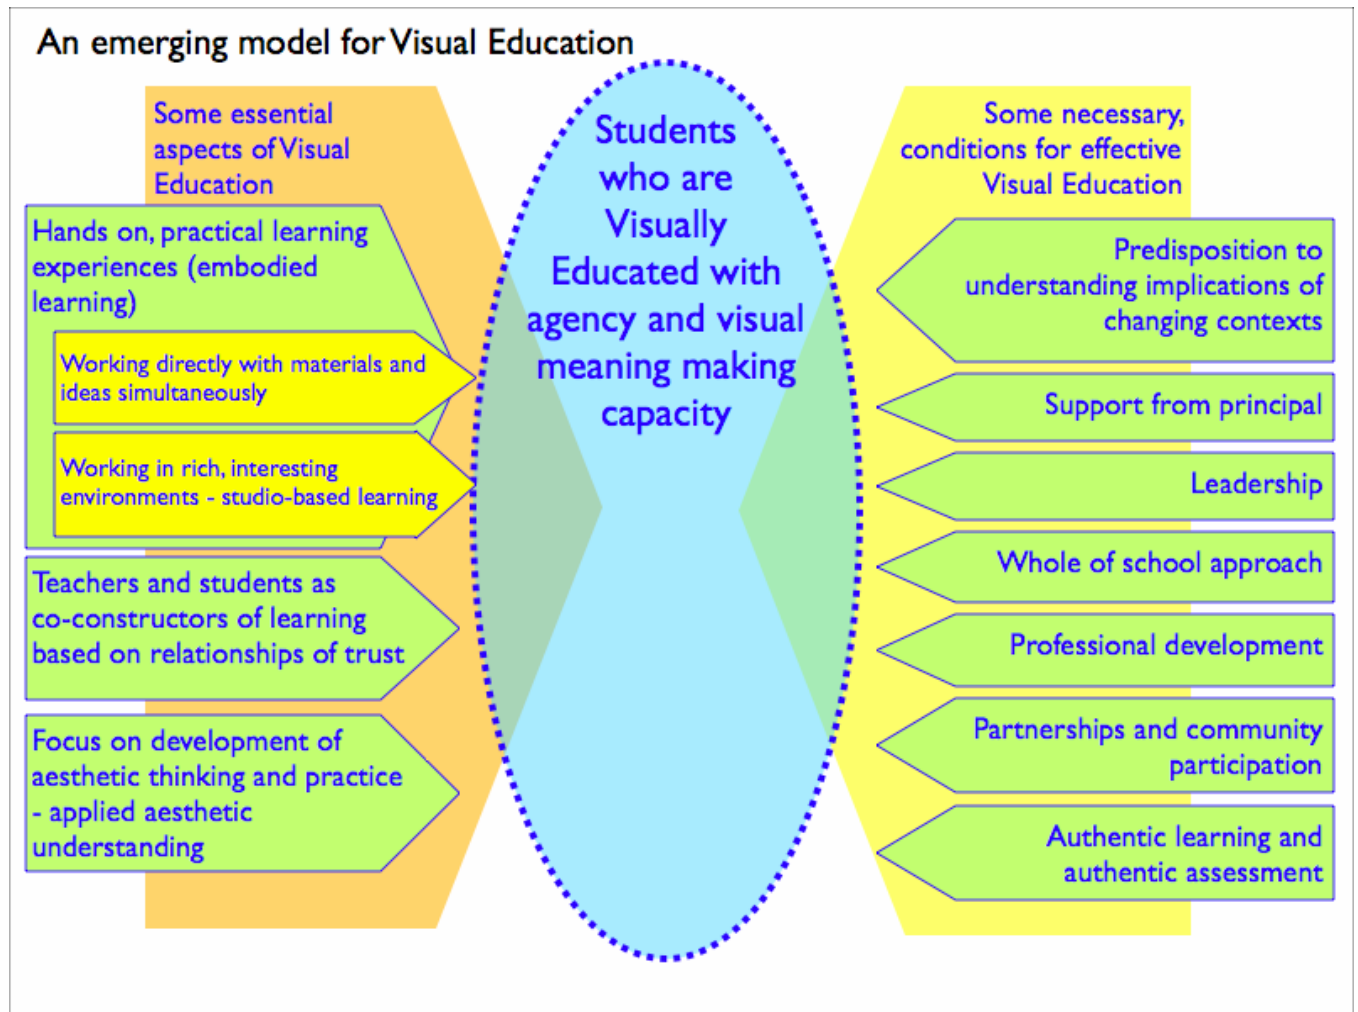 An emerging model for Visual Education
Some essential
aspects of Visual
Education
Hands on, practical learning
experiences (embodied
learning)
Working directly with materials and
ideas simultaneously
Working in rich, interesting
environments - studio-based learning
Teachers and students as
co-constructors of learning
based on relationships of trust
Focus on development of
aesthetic thinking and practice
- applied aesthetic
understanding
Students
who are
Visually
Educated with
agency and visual
meaning making
capacity
Some necessary,
conditions for effective
Visual Education
Predisposition to
understanding implications of
changing contexts
Support from principal
Leadership
Whole of school approach
Professional development
Partnerships and community
participation
Authentic learning and
authentic assessment